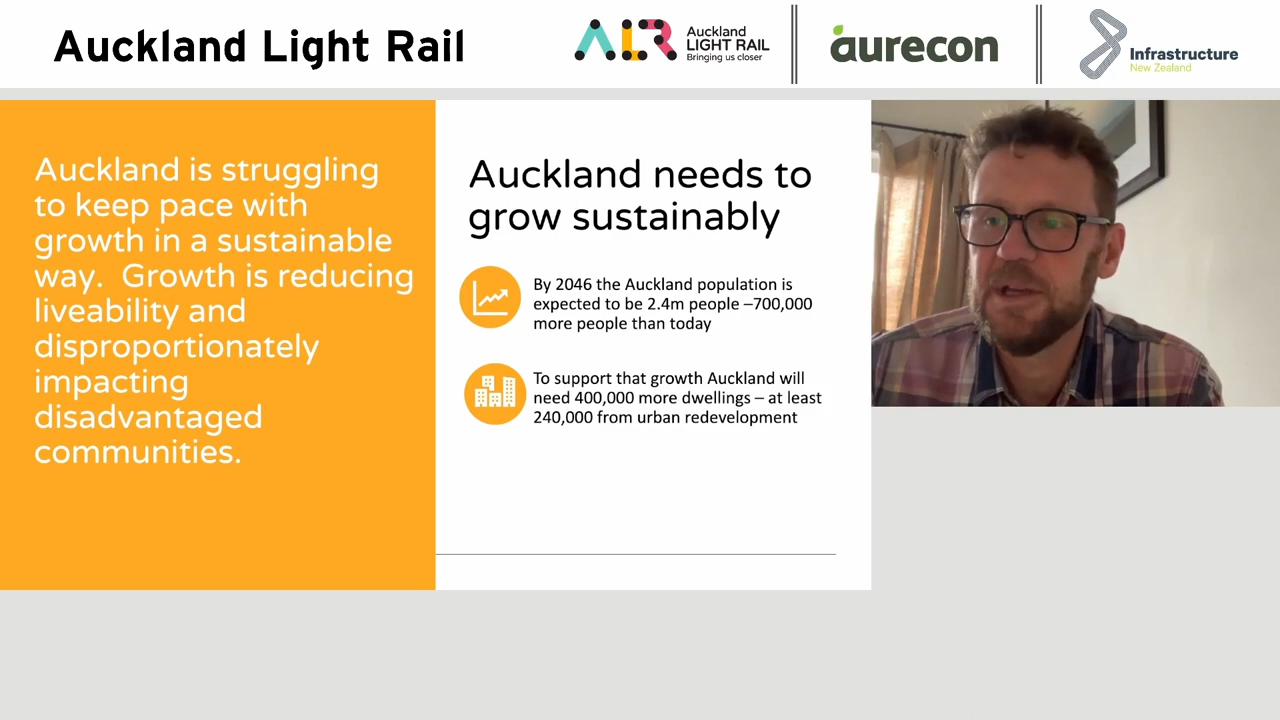 Auckland Light Rail
ALR
Auckland
LIGHT RAIL
Bringing us closer
aurecon
Infrastructure
New Zealand
Auckland is struggling
to keep pace with
growth in a sustainable
way.  Growth is reducing
liveability and
disproportionately
impacting
disadvantaged
communities.
Auckland needs to
grow sustainably
By 2046 the Auckland population is
expected to be 2.4m people –700,000
more people than today
To support that growth Auckland will
need 400,000 more dwellings – at least
240,000 from urban redevelopment